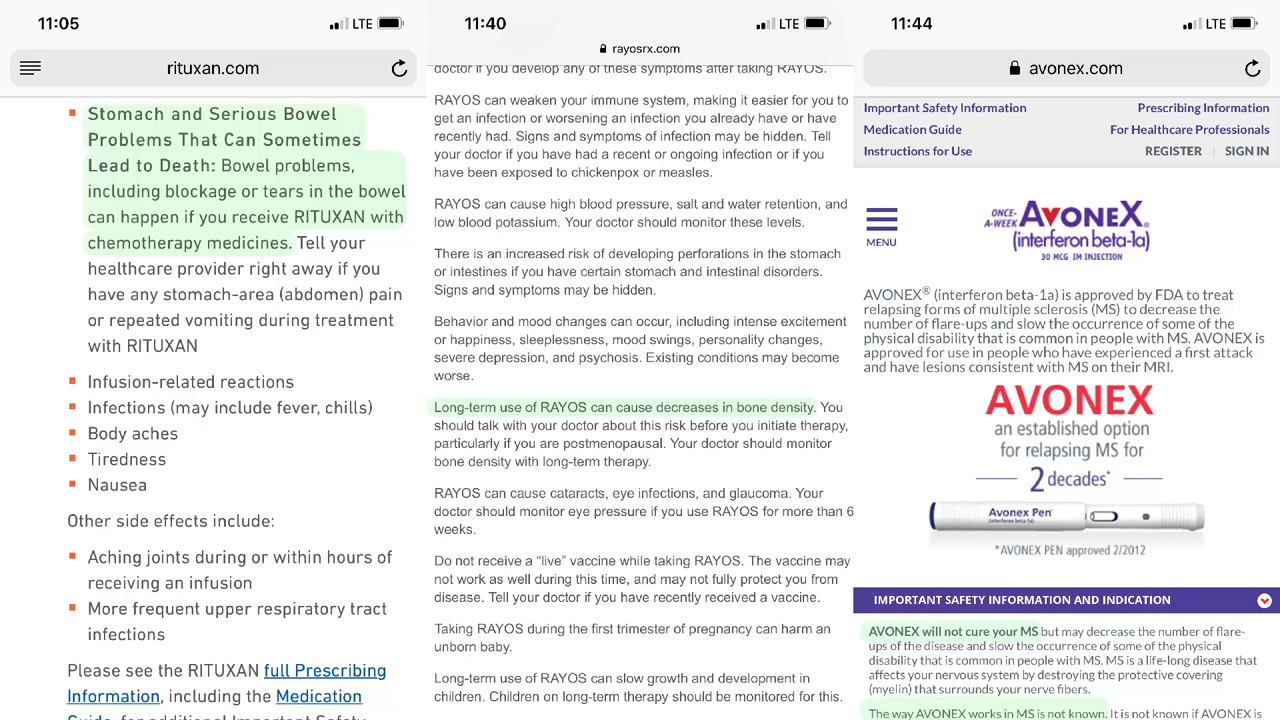 11:05
LTE
rituxan.com
Stomach and Serious Bowel
Problems That Can Sometimes
Lead to Death: Bowel problems,
including blockage or tears in the bowel
can happen if you receive RITUXAN with
chemotherapy medicines. Tell your
healthcare provider right away if you
have any stomach-area (abdomen) pain
or repeated vomiting during treatment
with RITUXAN
Infusion-related reactions
Infections (may include fever, chills)
Body aches
Tiredness
Nausea
Other side effects include:
Aching joints during or within hours of
receiving an infusion
More frequent upper respiratory tract
infections
Please see the RITUXAN full Prescribing
Information, including the Medication
Guide, for additional Important Safety
11:40
LTE
rayosrx.com
doctor if you develop any of these symptoms after taking RAYOS.
RAYOS can weaken your immune system, making it easier for you to
get an infection or worsening an infection you already have or have
recently had. Signs and symptoms of infection may be hidden. Tell
your doctor if you have had a recent or ongoing infection or if you
have been exposed to chickenpox or measles.
RAYOS can cause high blood pressure, salt and water retention, and
low blood potassium. Your doctor should monitor these levels.
There is an increased risk of developing perforations in the stomach
or intestines if you have certain stomach and intestinal disorders.
Signs and symptoms may be hidden.
Behavior and mood changes can occur, including intense excitement
or happiness, sleeplessness, mood swings, personality changes,
severe depression, and psychosis. Existing conditions may become
worse.
Long-term use of RAYOS can cause decreases in bone density. You
should talk with your doctor about this risk before you initiate therapy,
particularly if you are postmenopausal. Your doctor should monitor
bone density with long-term therapy.
RAYOS can cause cataracts, eye infections, and glaucoma. Your
doctor should monitor eye pressure if you use RAYOS for more than 6
weeks.
Do not receive a “live” vaccine while taking RAYOS. The vaccine may
not work as well during this time, and may not fully protect you from
disease. Tell your doctor if you have recently received a vaccine.
Taking RAYOS during the first trimester of pregnancy can harm an
unborn baby.
Long-term use of RAYOS can slow growth and development in
children. Children on long-term therapy should be monitored for this.
11:44
LTE
avonex.com
Important Safety Information
Prescribing Information
Medication Guide
For Healthcare Professionals
Instructions for Use
REGISTER | SIGN IN
MENU
ONCE-
A-WEEK
AVONEX®
(interferon beta-1a)
30 MCG IM INJECTION
AVONEX® (interferon beta-1a) is approved by FDA to treat
relapsing forms of multiple sclerosis (MS) to decrease the
number of flare-ups and slow the occurrence of some of the
physical disability that is common in people with MS. AVONEX is
approved for use in people who have experienced a first attack
and have lesions consistent with MS on their MRI.
AVONEX
an established option
for relapsing MS for
2 decades*
Avonex Pen
(interferon beta-1a)
*AVONEX PEN approved 2/2012
IMPORTANT SAFETY INFORMATION AND INDICATION
AVONEX will not cure your MS but may decrease the number of flare-
ups of the disease and slow the occurrence of some of the physical
disability that is common in people with MS. MS is a life-long disease that
affects your nervous system by destroying the protective covering
(myelin) that surrounds your nerve fibers.
The way AVONEX works in MS is not known. It is not known if AVONEX is